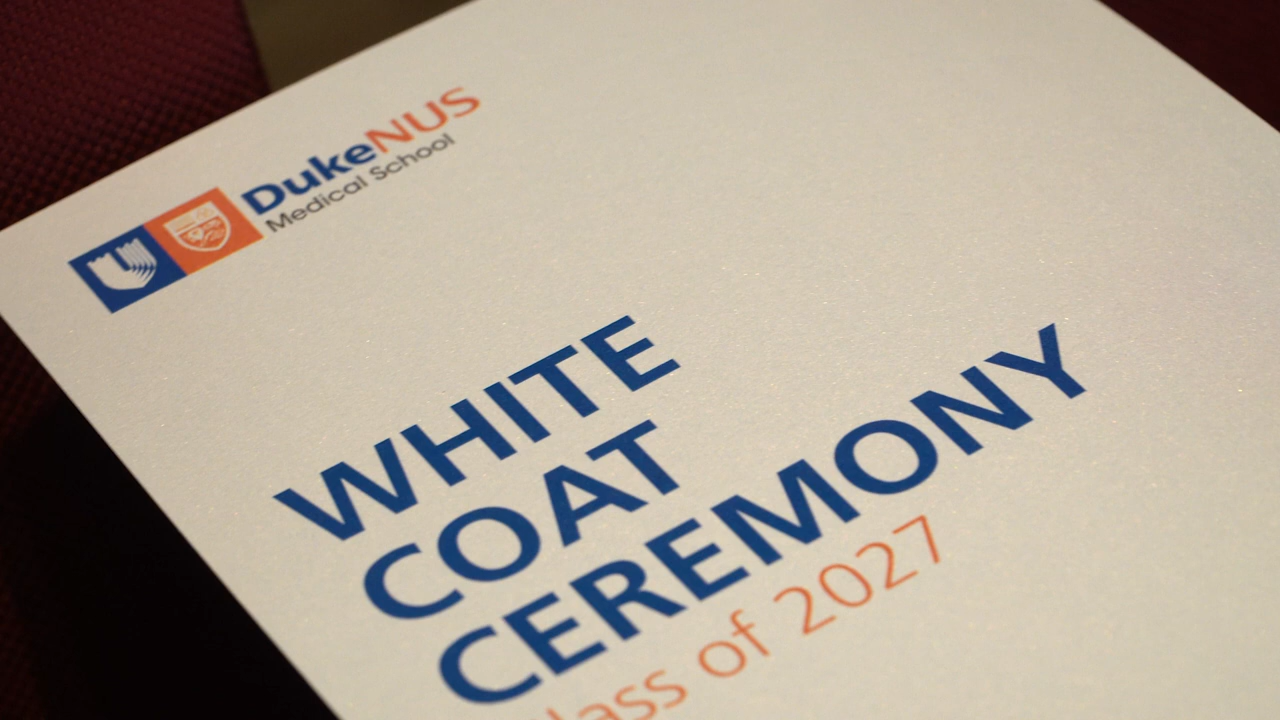 DukeNUS
Medical School
WHITE
COAT
CEREMONY
lass of 2027